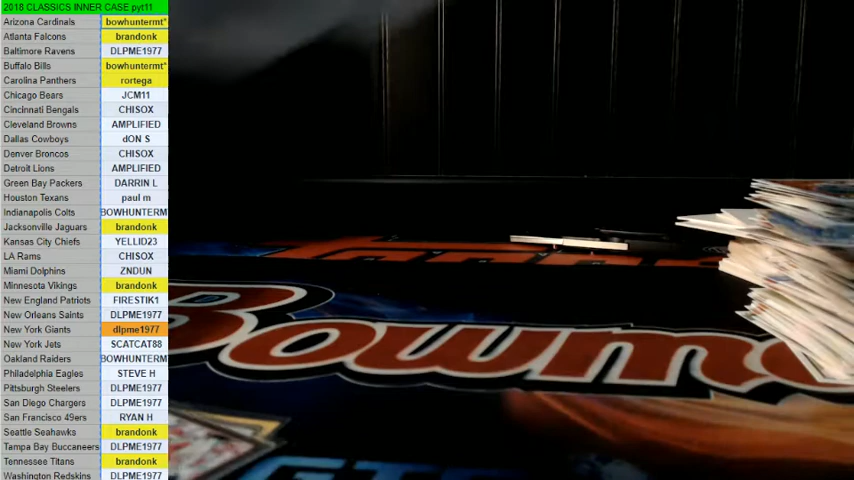 2018 CLASSICS INNER CASE pyt11
Arizona Cardinals bowhuntermt*
Atlanta Falcons brandonk
Baltimore Ravens DLPME1977
Buffalo Bills bowhuntermt*
Carolina Panthers rortega
Chicago Bears JCM11
Cincinnati Bengals CHISOX
Cleveland Browns AMPLIFIED
Dallas Cowboys dON S
Denver Broncos CHISOX
Detroit Lions AMPLIFIED
Green Bay Packers DARRIN L
Houston Texans paul m
Indianapolis Colts BOWHUNTERM
Jacksonville Jaguars brandonk
Kansas City Chiefs YELLID23
LA Rams CHISOX
Miami Dolphins ZNDUN
Minnesota Vikings brandonk
New England Patriots FIRESTIK1
New Orleans Saints DLPME1977
New York Giants dlpme1977
New York Jets SCATCAT88
Oakland Raiders BOWHUNTERM
Philadelphia Eagles STEVE H
Pittsburgh Steelers DLPME1977
San Diego Chargers DLPME1977
San Francisco 49ers RYAN H
Seattle Seahawks brandonk
Tampa Bay Buccaneers DLPME1977
Tennessee Titans brandonk
Washington Redskins DLPME1977
Bowm